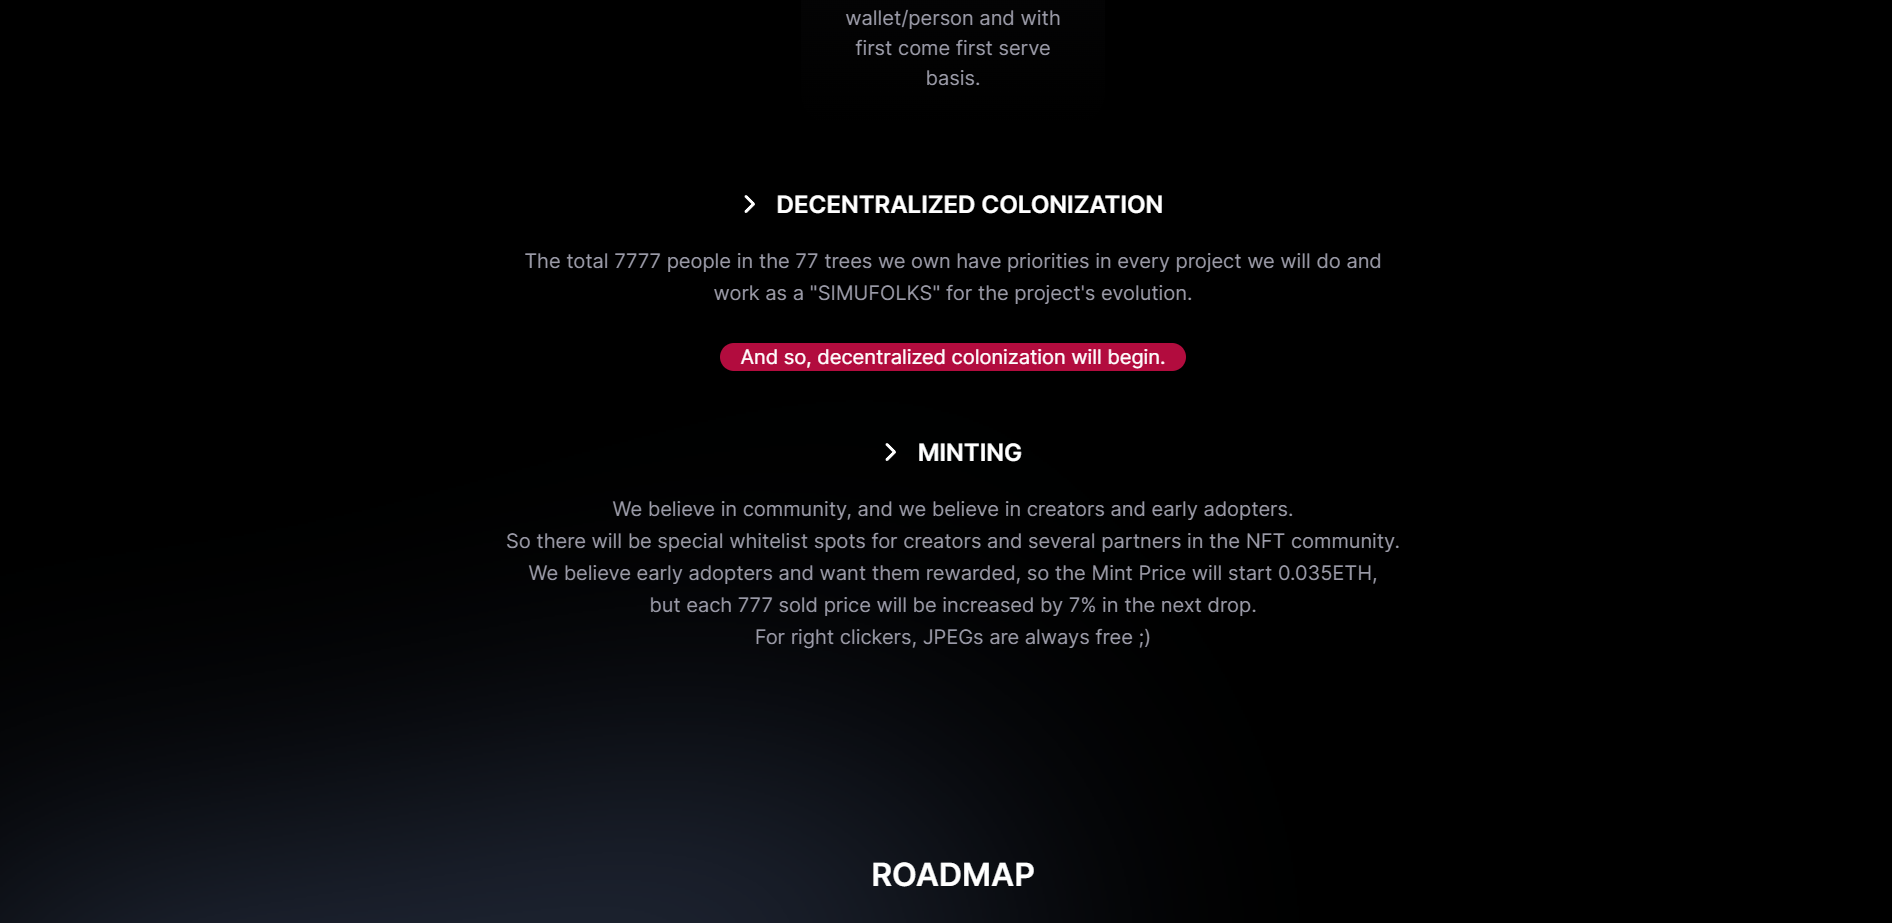 wallet/person and with
first come first serve
basis.
DECENTRALIZED COLONIZATION
The total 7777 people in the 77 trees we own have priorities in every project we will do and
work as a "SIMUFOLKS" for the project's evolution.
And so, decentralized colonization will begin.
MINTING
We believe in community, and we believe in creators and early adopters.
So there will be special whitelist spots for creators and several partners in the NFT community.
We believe early adopters and want them rewarded, so the Mint Price will start 0.035ETH,
but each 777 sold price will be increased by 7% in the next drop.
For right clickers, JPEGs are always free ;)
ROADMAP